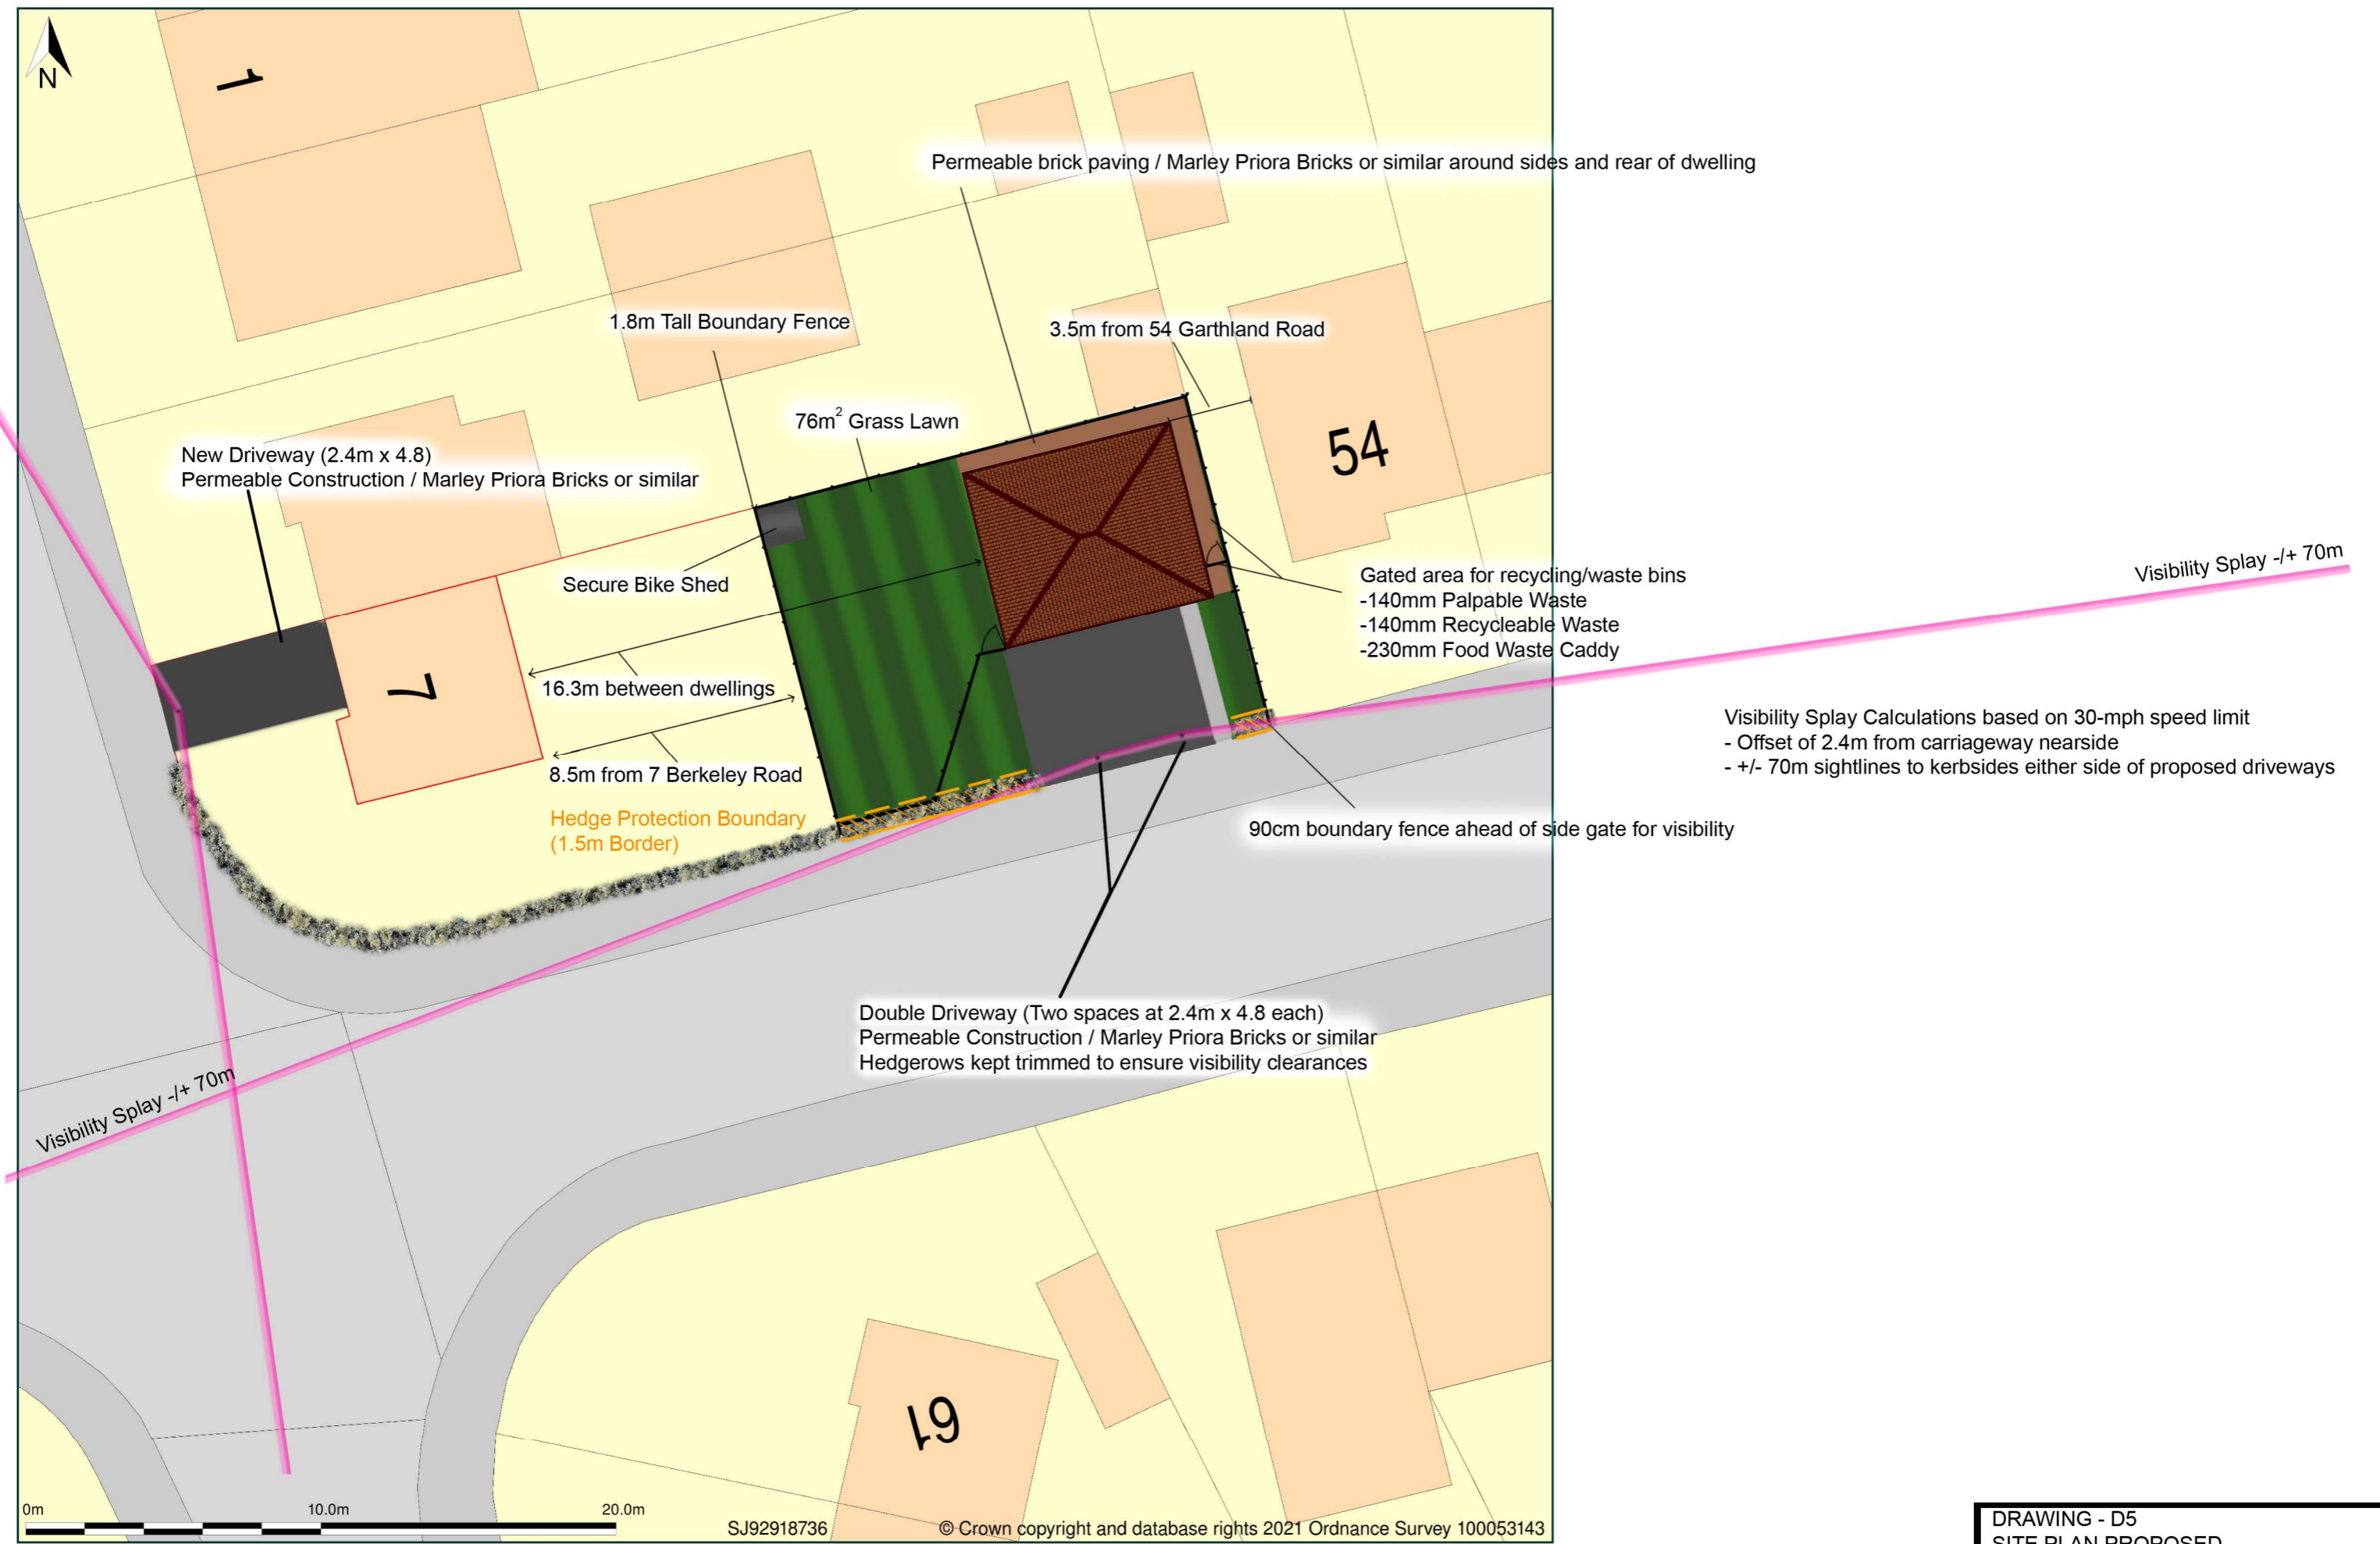 N
1
Permeable brick paving / Marley Priora Bricks or similar around sides and rear of dwelling
1.8m Tall Boundary Fence
3.5m from 54 Garthland Road
76m² Grass Lawn
54
New Driveway (2.4m x 4.8)
Permeable Construction / Marley Priora Bricks or similar
Secure Bike Shed
Gated area for recycling/waste bins
-140mm Palpable Waste
-140mm Recycleable Waste
-230mm Food Waste Caddy
Visibility Splay -/+ 70m
7
16.3m between dwellings
Visibility Splay Calculations based on 30-mph speed limit
- Offset of 2.4m from carriageway nearside
- +/- 70m sightlines to kerbsides either side of proposed driveways
8.5m from 7 Berkeley Road
Hedge Protection Boundary
(1.5m Border)
90cm boundary fence ahead of side gate for visibility
Double Driveway (Two spaces at 2.4m x 4.8 each)
Permeable Construction / Marley Priora Bricks or similar
Hedgerows kept trimmed to ensure visibility clearances
Visibility Splay -/+ 70m
61
0m 10.0m 20.0m
SJ92918736
© Crown copyright and database rights 2021 Ordnance Survey 100053143
DRAWING - D5
SITE PLAN PROPOSED